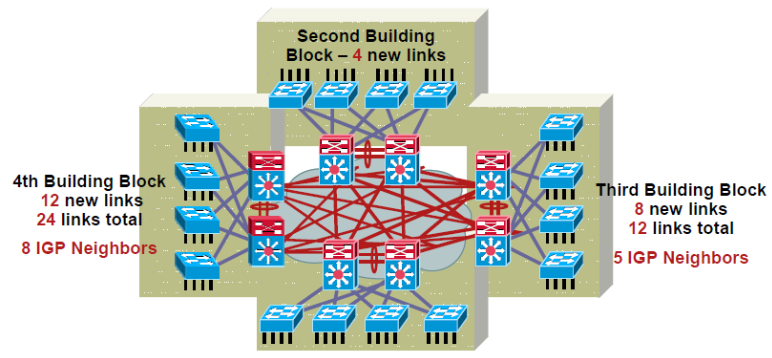 Second Building
Block – 4 new links
4th Building Block
12 new links
24 links total
8 IGP Neighbors
Third Building Block
8 new links
12 links total
5 IGP Neighbors